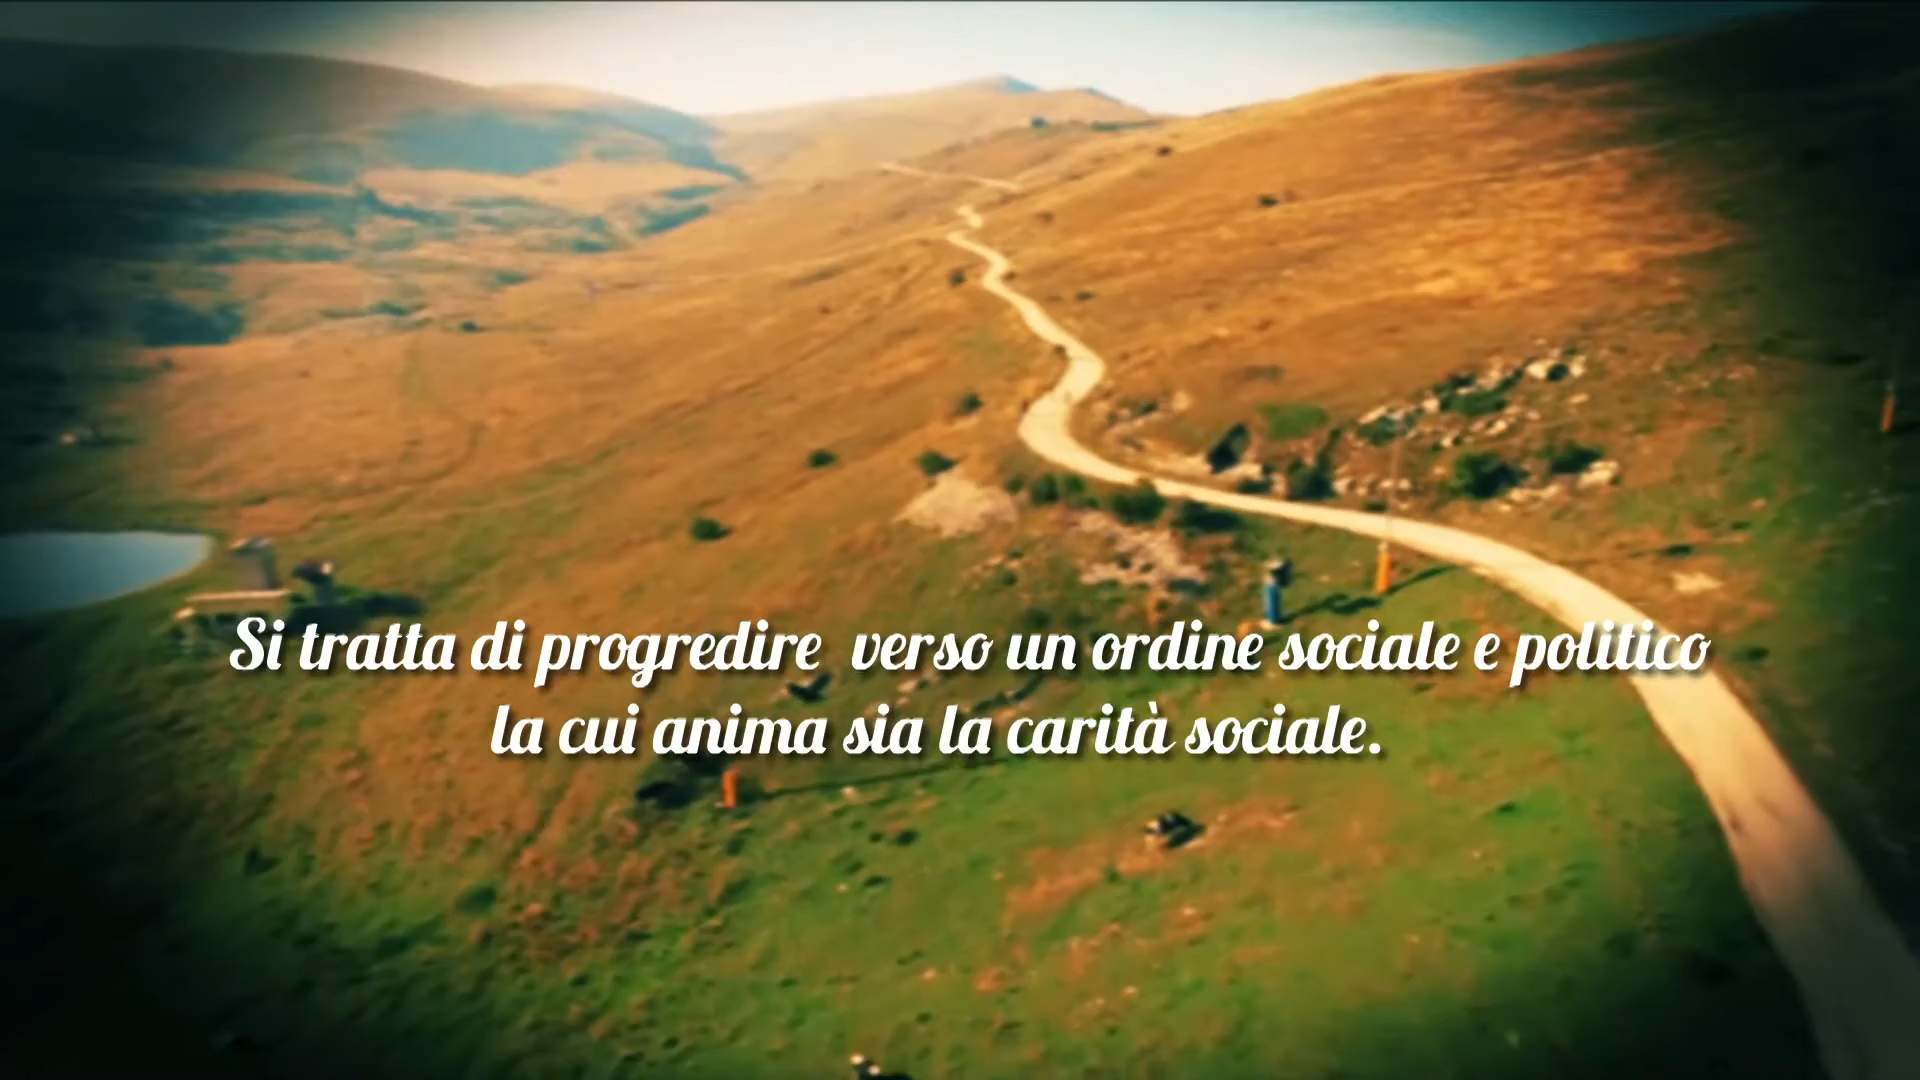 Si tratta di progredire verso un ordine sociale e politico
la cui anima sia la carità sociale.